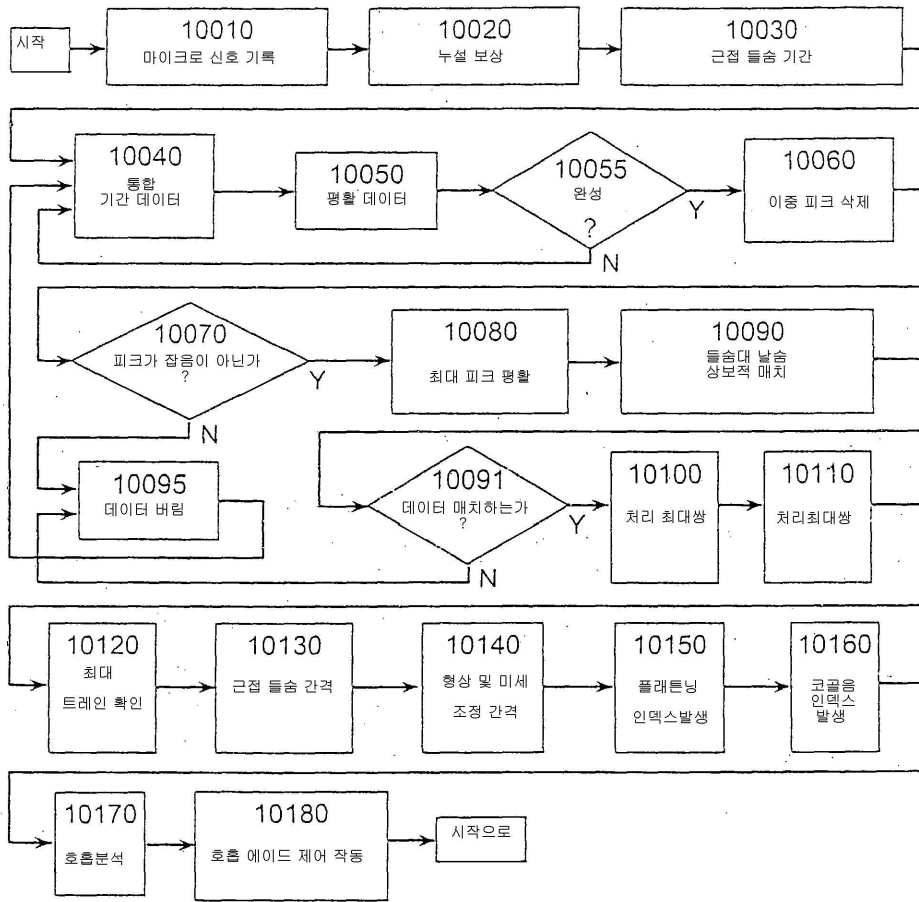 시작
10010
마이크로 신호 기록
10020
누설 보상
10030
근접 들숨 기간
10040
통합
기간 데이터
10050
평활 데이터
10055
완성
?
Y
N
10060
이중 피크 삭제
10070
피크가 잡음이 아닌가
?
Y
N
10080
최대 피크 평활
10090
들숨대 날숨
상보적 매치
10095
데이터 버림
10091
데이터 매치하는가
?
Y
N
10100
처리 최대쌍
10110
처리최대쌍
10120
최대
트레인 확인
10130
근접 들숨 간격
10140
형상 및 미세
조정 간격
10150
플래튼닝
인덱스발생
10160
코골음
인덱스
발생
10170
호흡분석
10180
호흡 에이드 제어 작동
시작으로